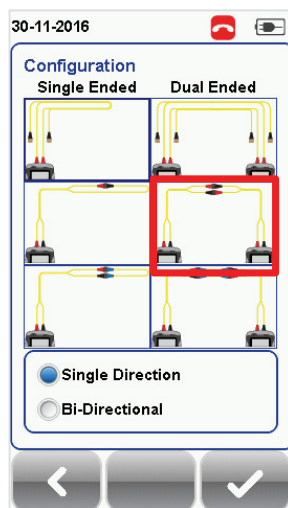 30-11-2016
Configuration
Single Ended Dual Ended
Single Direction
Bi-Directional